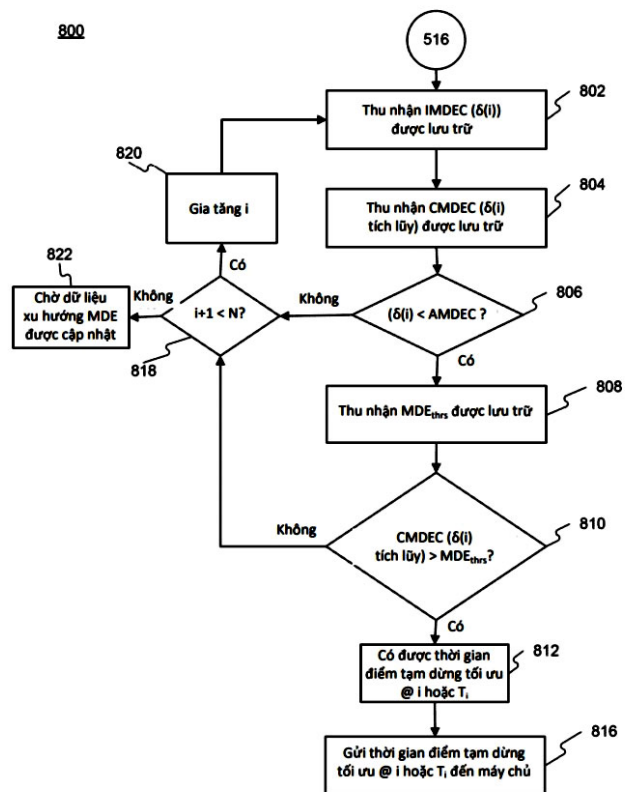 800
516
Thu nhận IMDEC (δ(i))
được lưu trữ
802
820
Gia tăng i
Thu nhận CMDEC (δ(i)
tích lũy) được lưu trữ
804
822
Chờ dữ liệu
xu hướng MDE
được cập nhật
Không
Có
i+1 < N?
818
Không
(δ(i) < AMDEC ?
806
Có
Thu nhận MDEthrs được lưu trữ
808
Không
CMDEC (δ(i)
tích lũy) > MDEthrs?
810
Có
Có được thời gian
điểm tạm dừng tối ưu
@ i hoặc Ti
812
Gửi thời gian điểm tạm dừng
tối ưu @ i hoặc Ti đến máy chủ
816